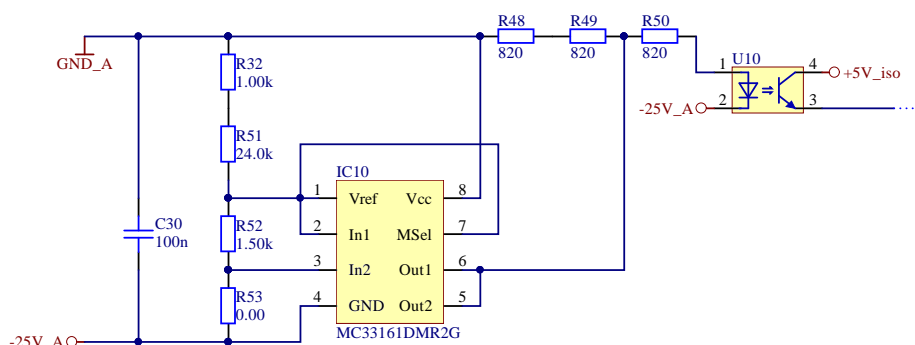 R48
820
R49
820
R50
820
GND_A
R32
1.00k
U10
1
4
+5V_iso
-25V_A
2
3
R51
24.0k
IC10
1
Vref
Vcc
8
2
In1
MSel
7
C30
100n
R52
1.50k
3
In2
Out1
6
R53
0.00
4
GND
Out2
5
MC33161DMR2G
-25V_A